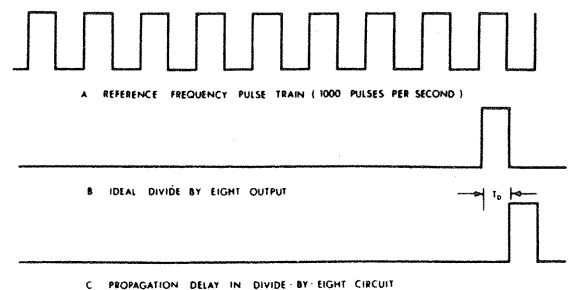 A REFERENCE FREQUENCY PULSE TRAIN ( 1000 PULSES PER SECOND )
B IDEAL DIVIDE BY EIGHT OUTPUT
TD
C PROPAGATION DELAY IN DIVIDE - BY - EIGHT CIRCUIT